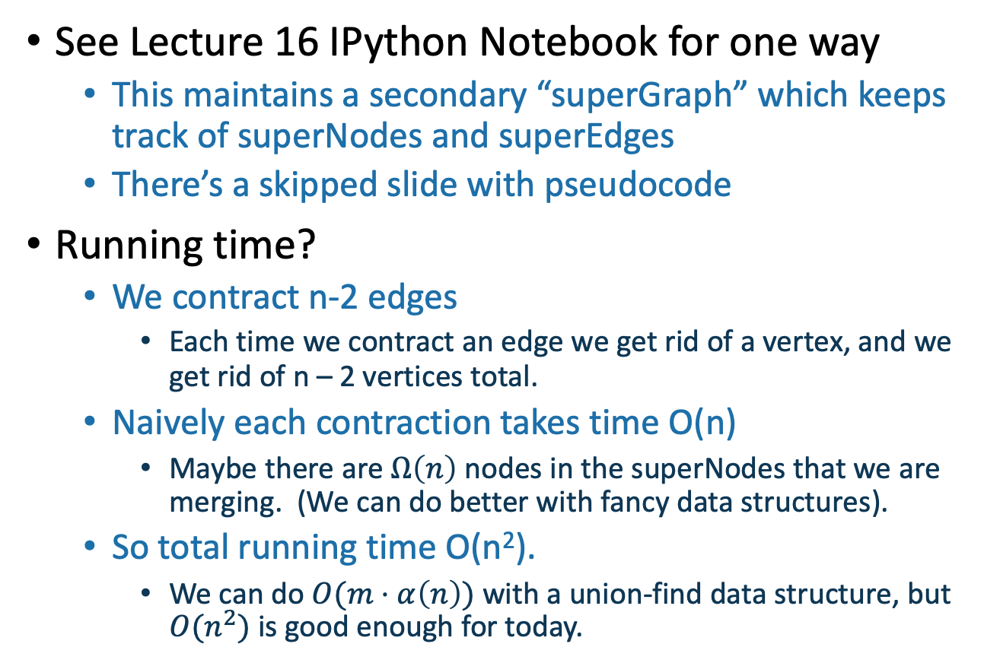 • See Lecture 16 IPython Notebook for one way
• This maintains a secondary “superGraph” which keeps
track of superNodes and superEdges
• There’s a skipped slide with pseudocode
• Running time?
• We contract n-2 edges
• Each time we contract an edge we get rid of a vertex, and we
get rid of n – 2 vertices total.
• Naively each contraction takes time O(n)
• Maybe there are Ω(n) nodes in the superNodes that we are
merging. (We can do better with fancy data structures).
• So total running time O(n²).
• We can do O(m · α(n)) with a union-find data structure, but
O(n²) is good enough for today.